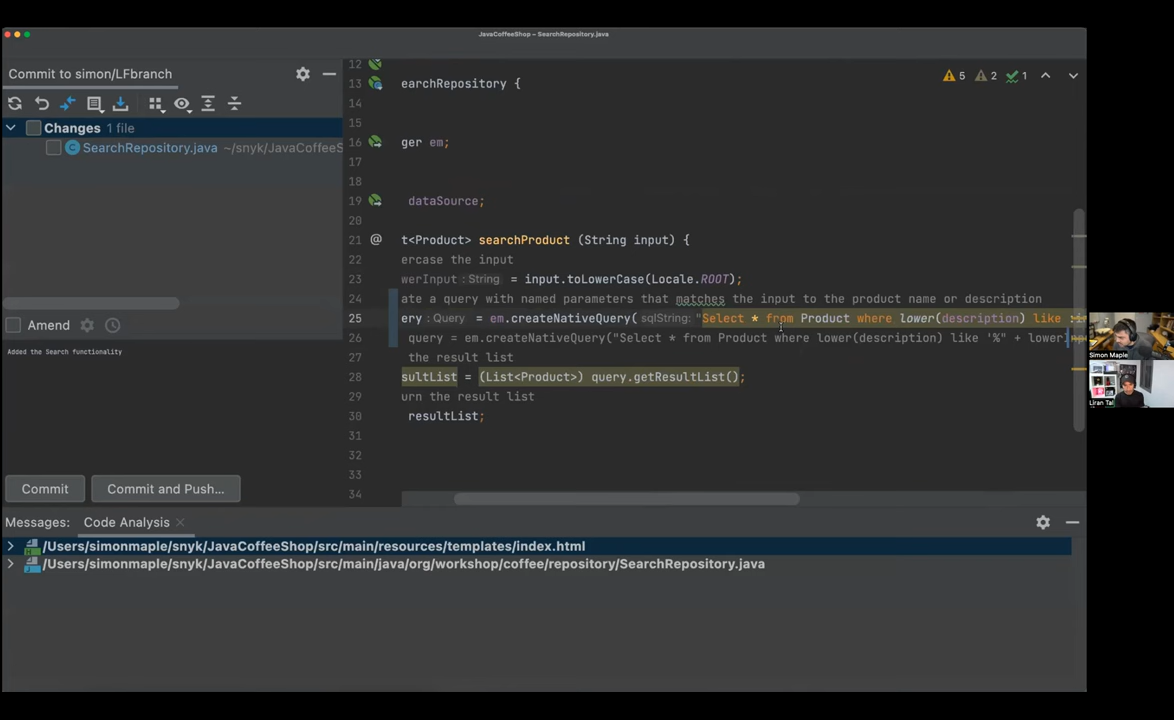 JavaCoffeeShop – SearchRepository.java
Commit to simon/LFbranch
Changes 1 file
SearchRepository.java ~/snyk/JavaCoffeeS
Amend
Added the Search functionality
Commit
Commit and Push...
5 2 1
12
13 earchRepository {
14
15
16 ger em;
17
18
19 dataSource;
20
21 @ t<Product> searchProduct (String input) {
22 ercase the input
23 werInput : String = input.toLowerCase(Locale.ROOT);
24 ate a query with named parameters that matches the input to the product name or description
25 ery : Query = em.createNativeQuery( sqlString: "Select * from Product where lower(description) like :
26 query = em.createNativeQuery("Select * from Product where lower(description) like '%" + lower
27 the result list
28 sultList = (List<Product>) query.getResultList();
29 urn the result list
30 resultList;
31
32
33
34
Simon Maple
Liran Tal
Messages: Code Analysis
/Users/simonmaple/snyk/JavaCoffeeShop/src/main/resources/templates/index.html
/Users/simonmaple/snyk/JavaCoffeeShop/src/main/java/org/workshop/coffee/repository/SearchRepository.java